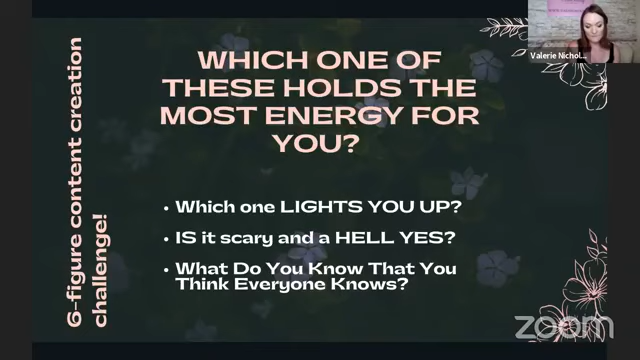 6-figure content creation
challenge!
WHICH ONE OF
THESE HOLDS THE
MOST ENERGY FOR
YOU?
• Which one LIGHTS YOU UP?
• IS it scary and a HELL YES?
• What Do You Know That You
Think Everyone Knows?
Valerie Nichol...
zoom